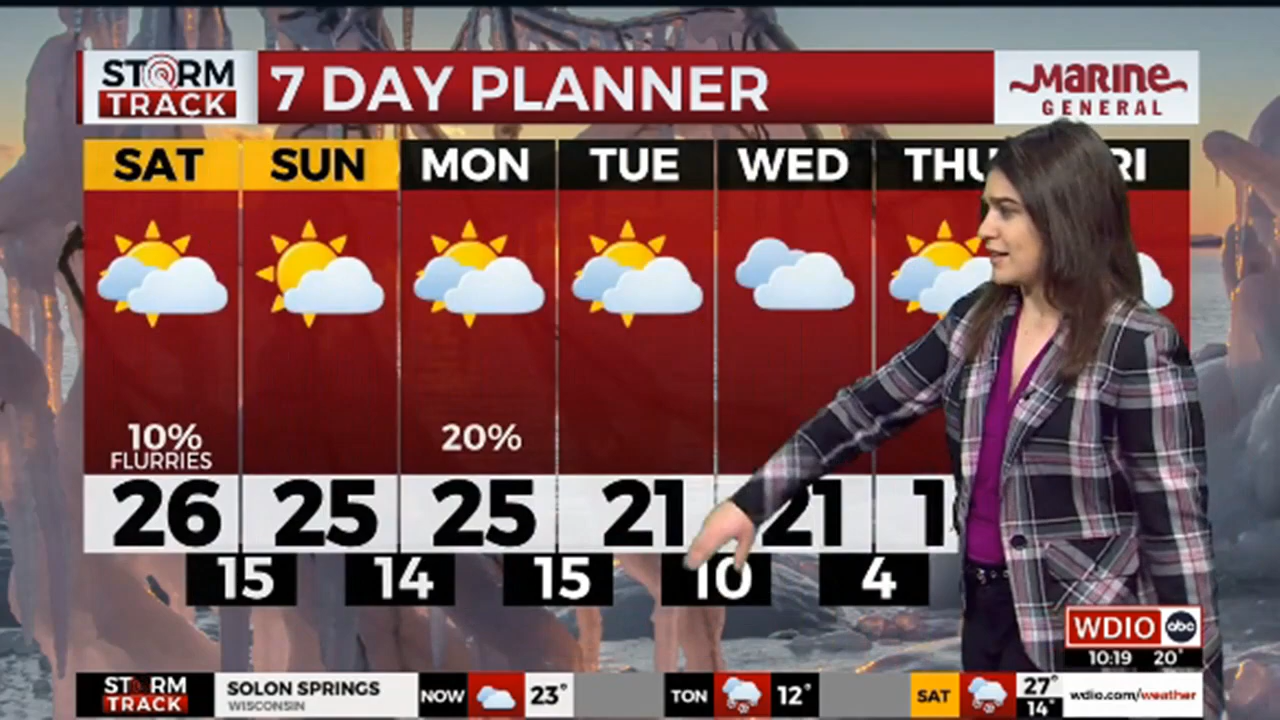 STORM
TRACK
7 DAY PLANNER
MARINE
GENERAL
SAT SUN MON TUE WED THU
10% 20%
FLURRIES
26 25 25 21 21
15 14 15 10 4
WDIO abc
10:19 20°
STORM
TRACK
SOLON SPRINGS
WISCONSIN
NOW 23° TON 12° SAT 27°
14°
wdio.com/weather